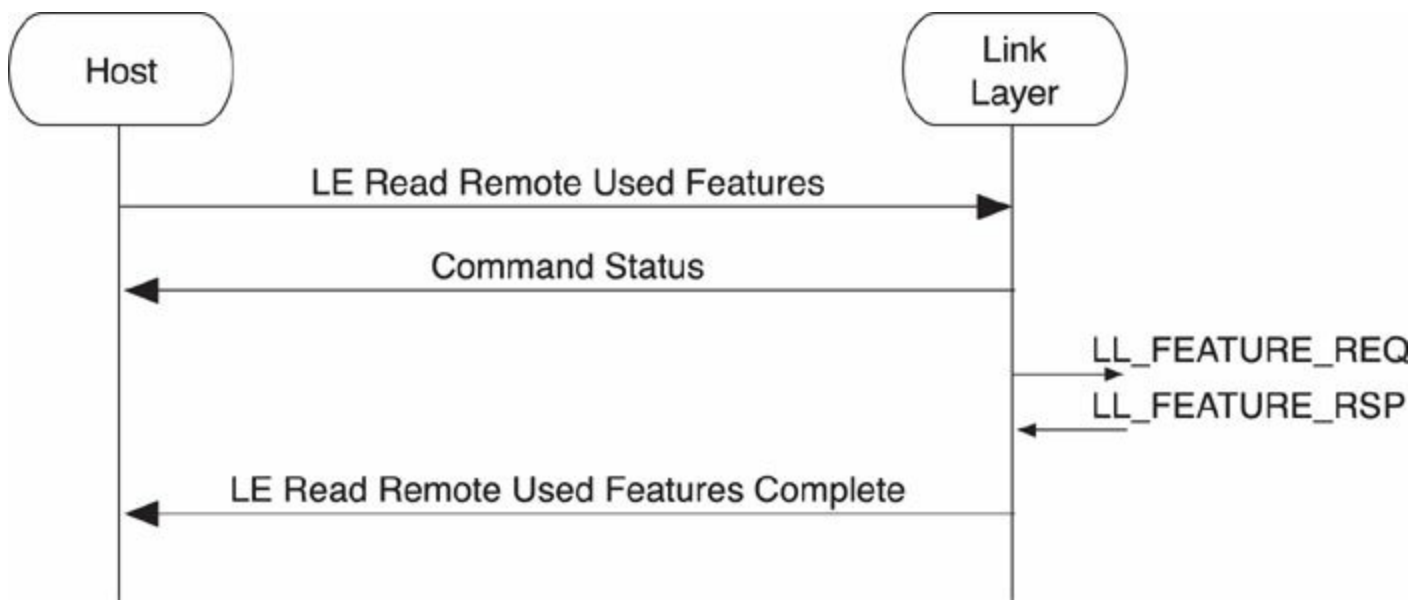 Host
Link
Layer
LE Read Remote Used Features
Command Status
LL_FEATURE_REQ
LL_FEATURE_RSP
LE Read Remote Used Features Complete